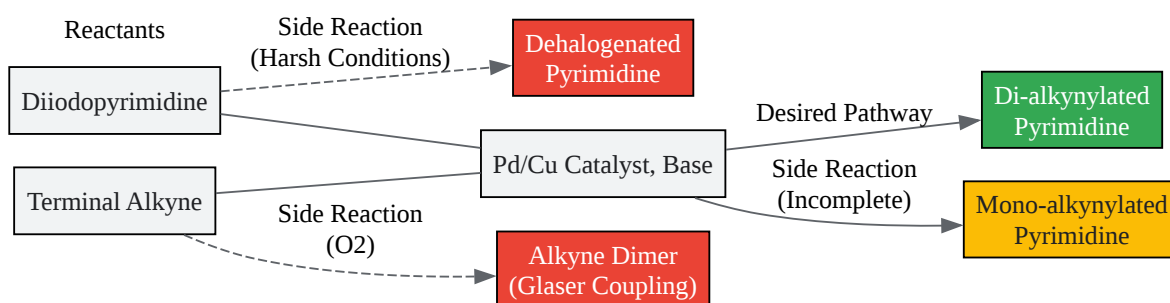 Reactants
Diiodopyrimidine
Terminal Alkyne
Side Reaction
(Harsh Conditions)
Side Reaction
(O2)
Dehalogenated
Pyrimidine
Pd/Cu Catalyst, Base
Alkyne Dimer
(Glaser Coupling)
Desired Pathway
Side Reaction
(Incomplete)
Di-alkynylated
Pyrimidine
Mono-alkynylated
Pyrimidine